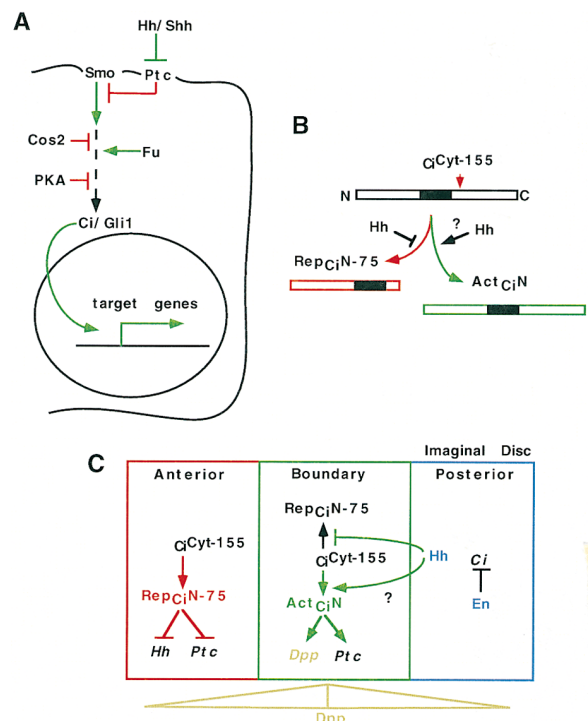 A
Hh/ Shh
Smo
Ptc
Cos2
Fu
PKA
Ci/ Gli1
target genes
B
CiCyt-155
N
C
Hh
?
Hh
RepCiN-75
ActCiN
Imaginal Disc
C
Anterior
Boundary
Posterior
RepCiN-75
CiCyt-155
CiCyt-155
Hh
Ci
RepCiN-75
ActCiN
?
En
Hh
Ptc
Dpp
Ptc
Dpp